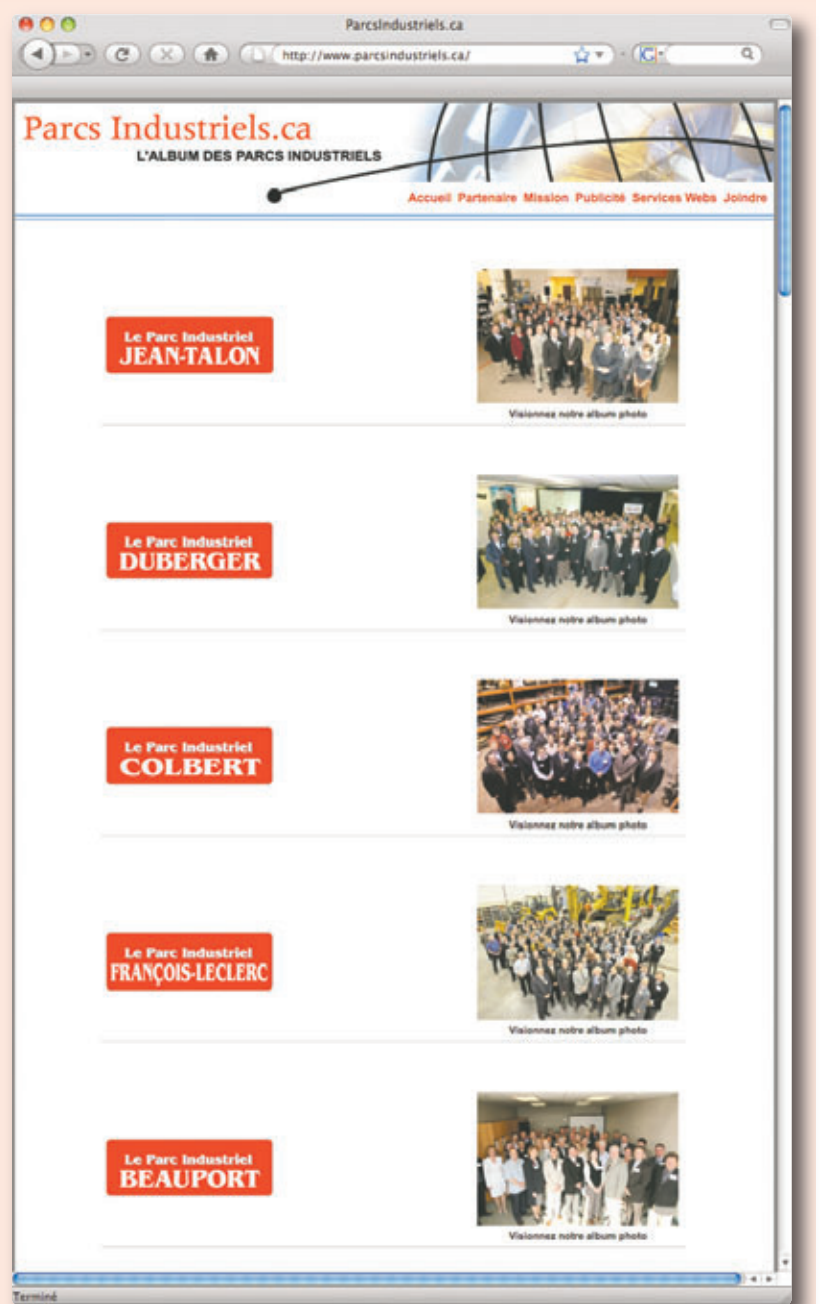 ParcsIndustriels.ca
http://www.parcsindustriels.ca/
Parcs Industriels.ca
L'ALBUM DES PARCS INDUSTRIELS
Accueil Partenaire Mission Publicité Services Webs Joindre
Le Parc Industriel
JEAN-TALON
Visionnez notre album photo
Le Parc Industriel
DUBERGER
Visionnez notre album photo
Le Parc Industriel
COLBERT
Visionnez notre album photo
Le Parc Industriel
FRANÇOIS-LECLERC
Visionnez notre album photo
Le Parc Industriel
BEAUPORT
Visionnez notre album photo
Terminé